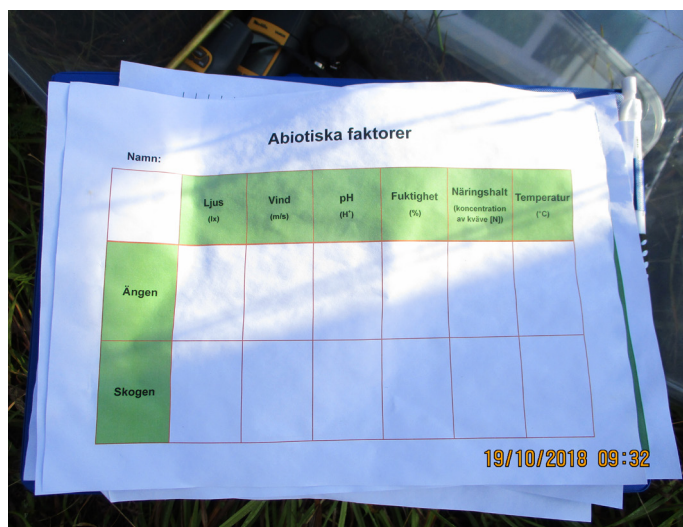 Abiotiska faktorer
Namn:
Ljus
(lx)
Vind
(m/s)
pH
(H⁺)
Fuktighet
(%)
Näringshalt
(koncentration
av kväve [N])
Temperatur
(°C)
Ängen
Skogen
19/10/2018 09:32